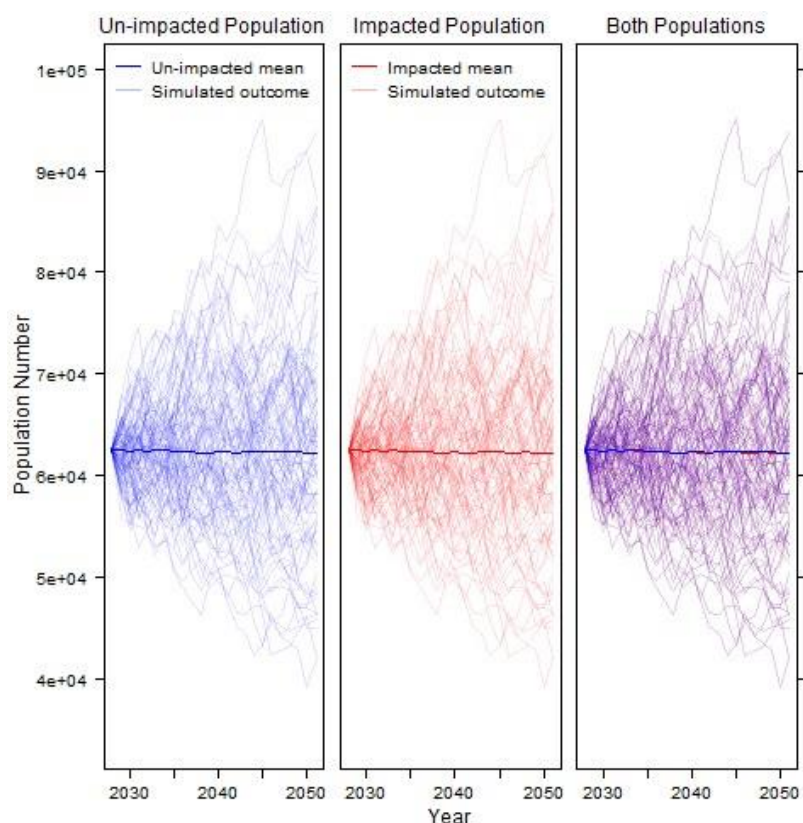 Un-impacted Population
Impacted Population
Both Populations
Un-impacted mean
Simulated outcome
Impacted mean
Simulated outcome
1e+05
9e+04
8e+04
7e+04
6e+04
5e+04
4e+04
Population Number
2030
2040
2050
2030
2040
2050
2030
2040
2050
Year